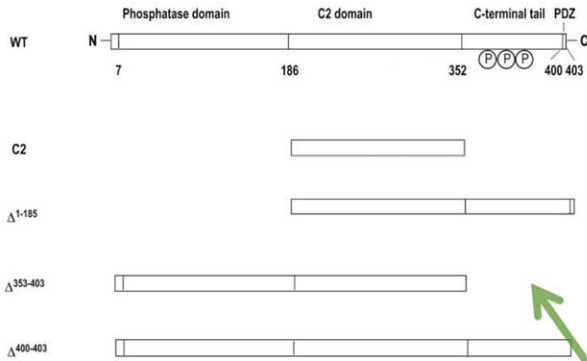 Phosphatase domain C2 domain C-terminal tail PDZ
WT N C
P P P
7 186 352 400 403
C2
Δ1-185
Δ353-403
Δ400-403